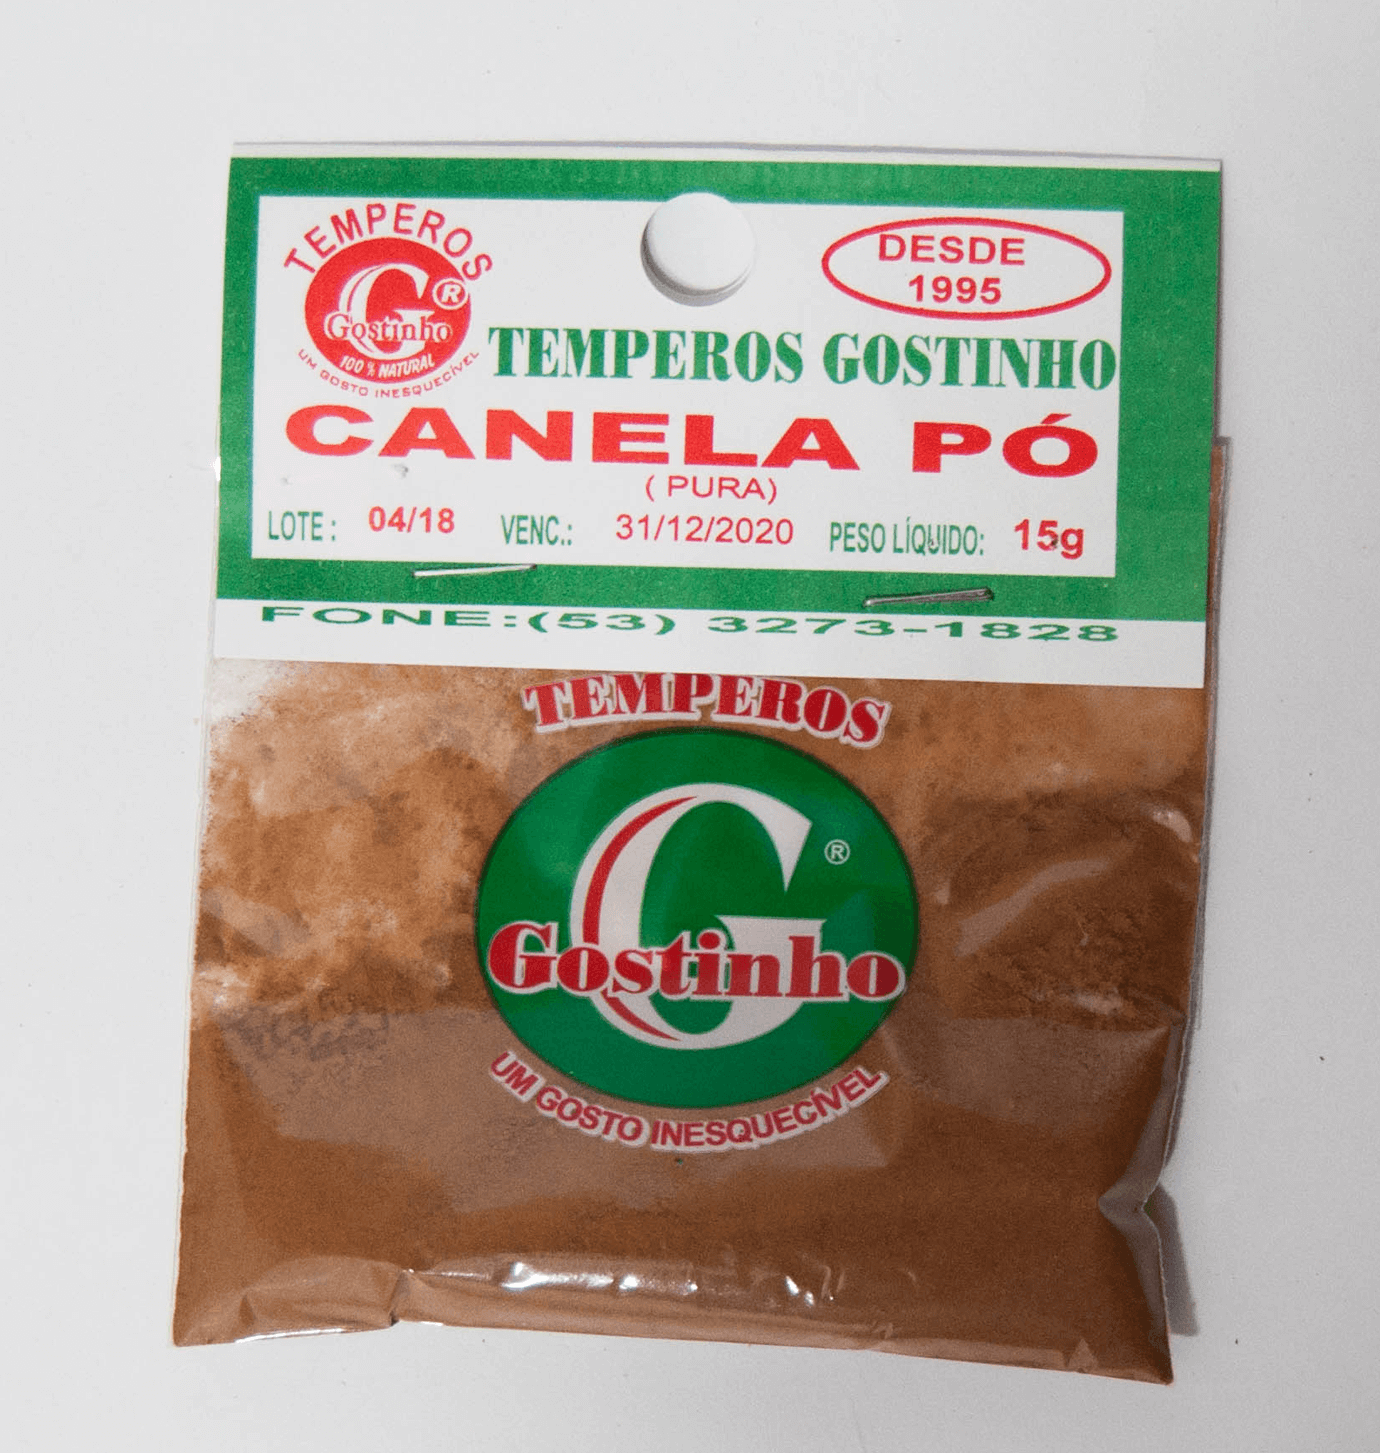 TEMPEROS
G®
Gostinho
100% NATURAL
UM GOSTO INESQUECÍVEL
DESDE
1995
TEMPEROS GOSTINHO
CANELA PÓ
( PURA)
LOTE: 04/18 VENC.: 31/12/2020 PESO LÍQUIDO: 15g
FONE:(53) 3273-1828
TEMPEROS
G®
Gostinho
UM GOSTO INESQUECÍVEL